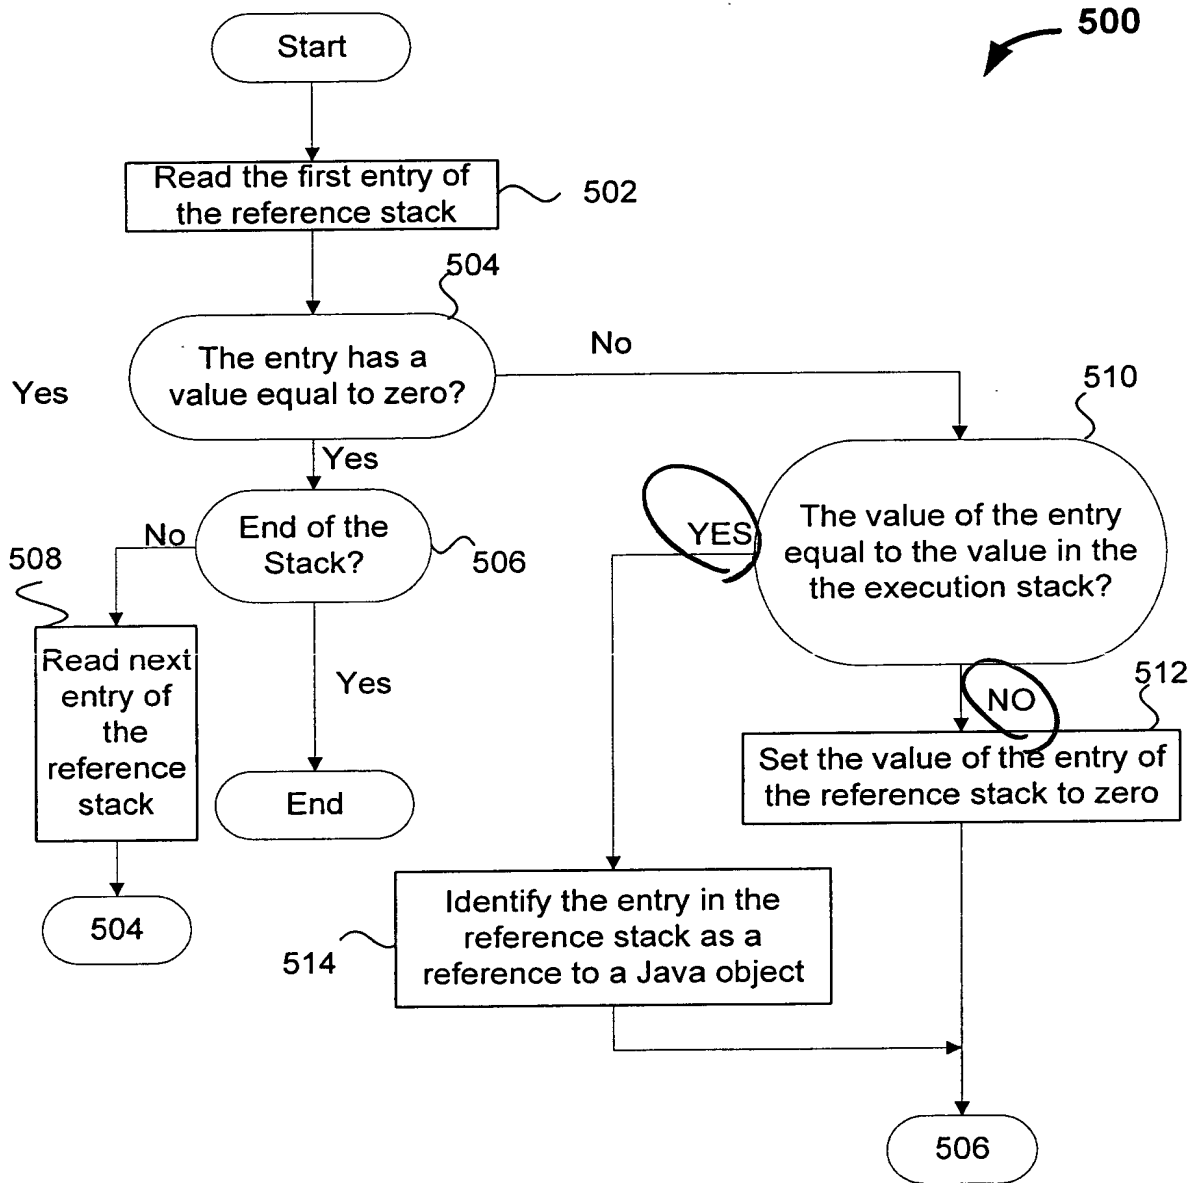 500
Start
Read the first entry of
the reference stack
502
504
The entry has a
value equal to zero?
No
Yes
510
Yes
End of the
Stack?
No
506
508
YES
The value of the entry
equal to the value in the
the execution stack?
Read next
entry of
the
reference
stack
Yes
NO
512
Set the value of the entry of
the reference stack to zero
End
Identify the entry in the
reference stack as a
reference to a Java object
514
504
506